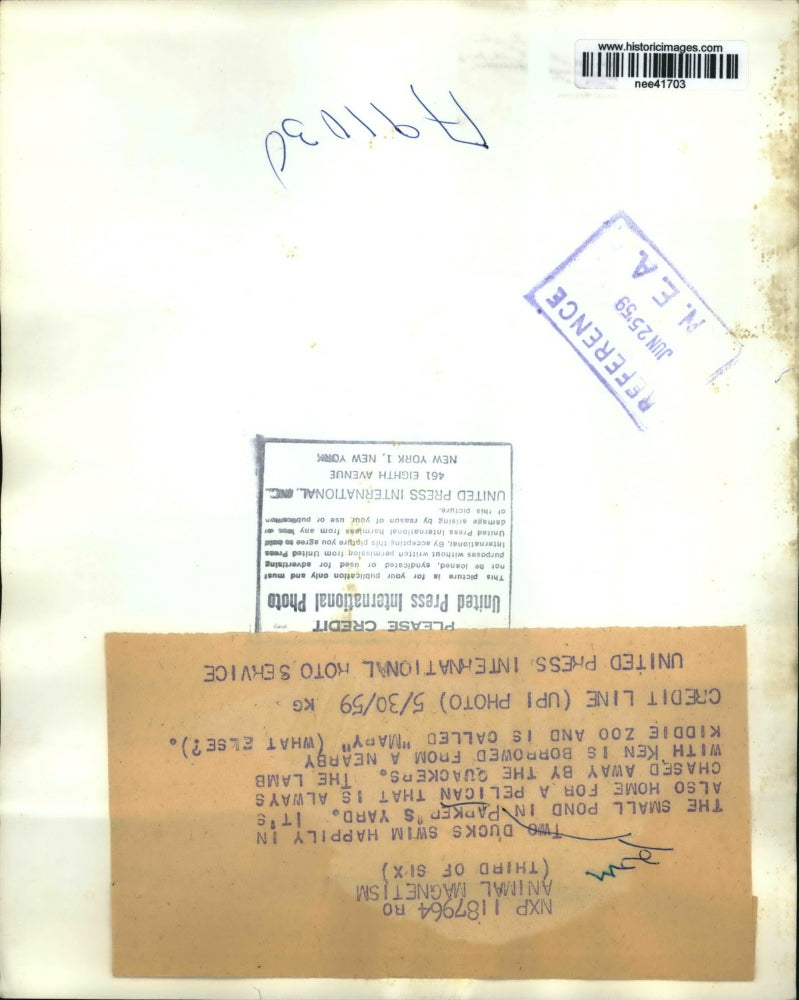 www.historicimages.com
nee41703
REFERENCE
JUN 25 '59
N. E. A.
NXP 1187964 RO
ANIMAL MAGNETISM
(THIRD OF SIX)
TWO DUCKS SWIM HAPPILY IN
THE SMALL POND IN PARKER'S YARD. IT'S
ALSO HOME FOR A PELICAN THAT IS ALWAYS
CHASED AWAY BY THE QUACKERS. THE LAMB
WITH KEN IS BORROWED FROM A NEARBY
KIDDIE ZOO AND IS CALLED "MARY" (WHAT ELSE?).
CREDIT LINE (UPI PHOTO) 5/30/59 KG
UNITED PRESS INTERNATIONAL HOTO SERVICE
PLEASE CREDIT
United Press International Photo
This picture is for your publication only and must
not be loaned, syndicated or used for advertising
purposes without written permission from United Press
International. By accepting this picture you agree to hold
United Press International harmless from any loss or
damage arising by reason of your use or publication
of this picture.
UNITED PRESS INTERNATIONAL, INC.
461 EIGHTH AVENUE
NEW YORK 1, NEW YORK